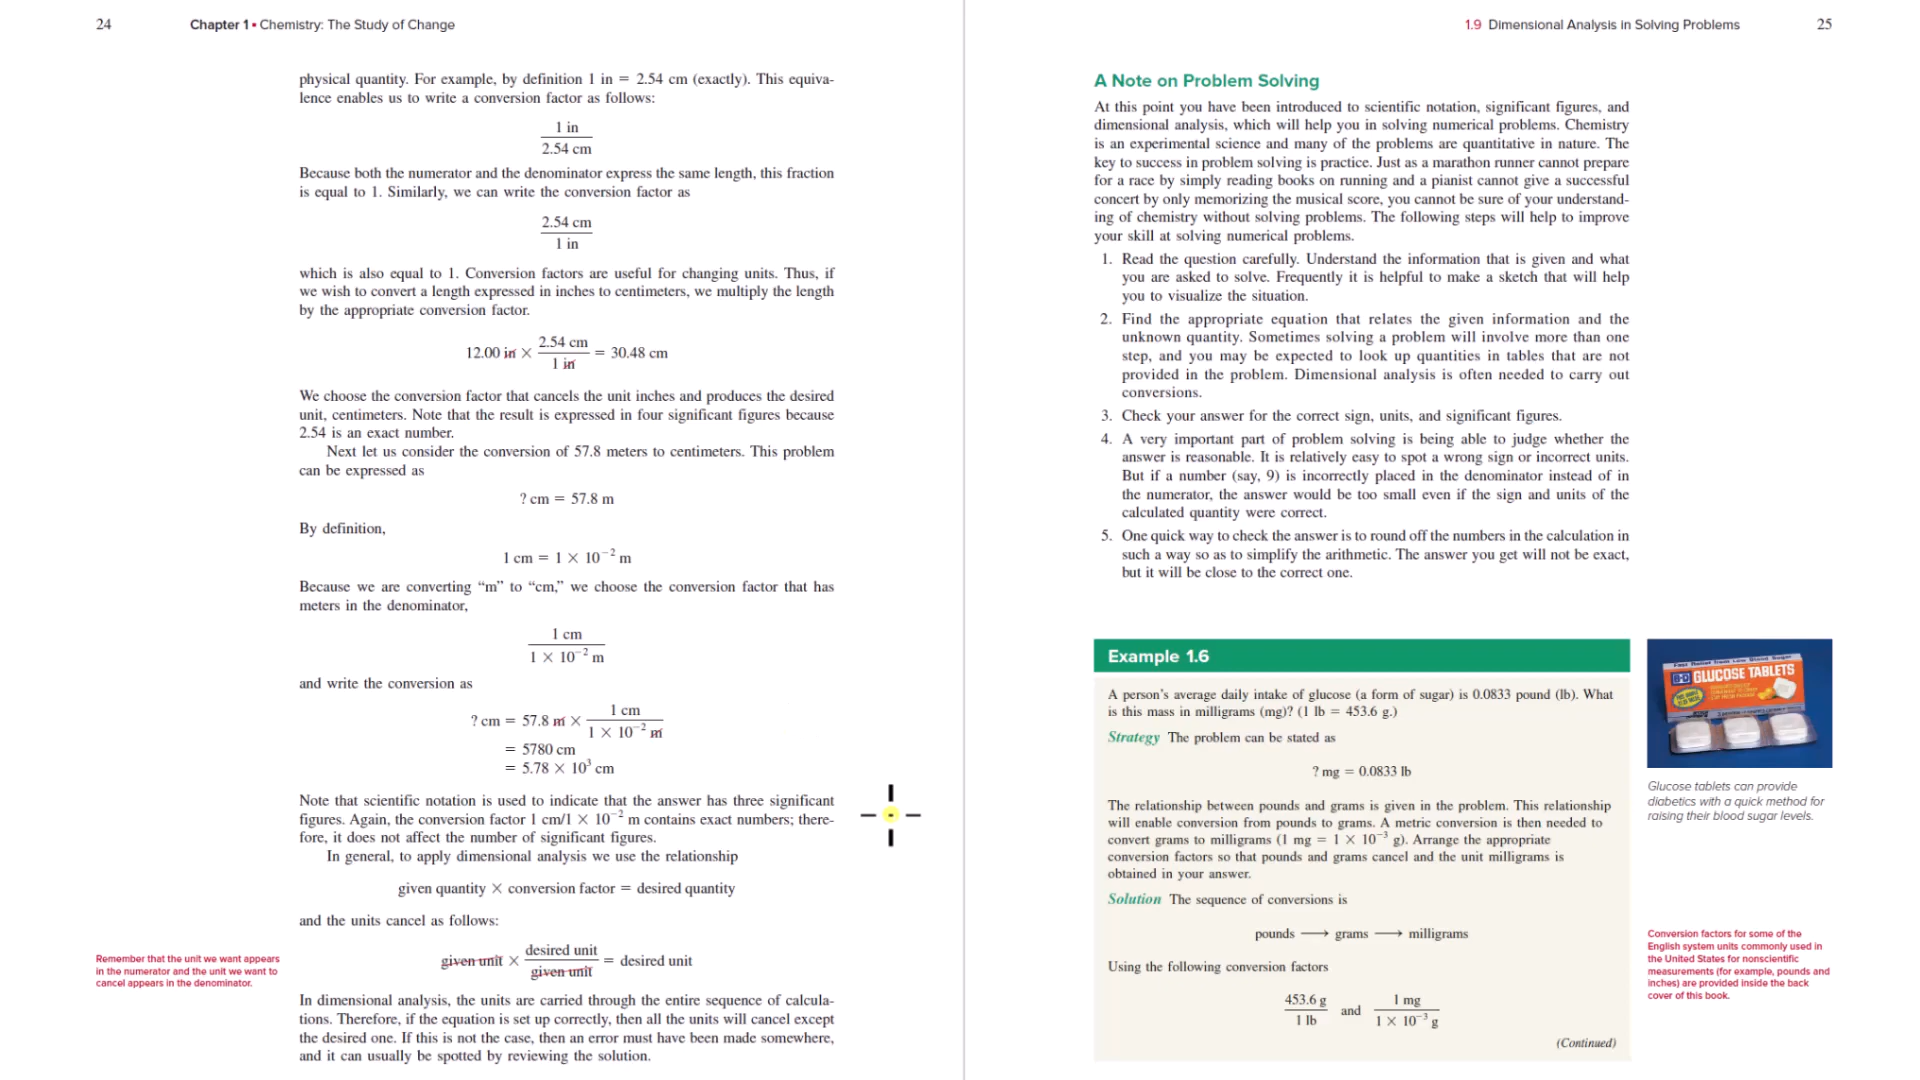 24
Chapter 1 • Chemistry: The Study of Change
physical quantity. For example, by definition 1 in = 2.54 cm (exactly). This equiva-
lence enables us to write a conversion factor as follows:
1 in
2.54 cm
Because both the numerator and the denominator express the same length, this fraction
is equal to 1. Similarly, we can write the conversion factor as
2.54 cm
1 in
which is also equal to 1. Conversion factors are useful for changing units. Thus, if
we wish to convert a length expressed in inches to centimeters, we multiply the length
by the appropriate conversion factor.
12.00 in × 2.54 cm / 1 in = 30.48 cm
We choose the conversion factor that cancels the unit inches and produces the desired
unit, centimeters. Note that the result is expressed in four significant figures because
2.54 is an exact number.
Next let us consider the conversion of 57.8 meters to centimeters. This problem
can be expressed as
? cm = 57.8 m
By definition,
1 cm = 1 × 10⁻² m
Because we are converting “m” to “cm,” we choose the conversion factor that has
meters in the denominator,
1 cm
1 × 10⁻² m
and write the conversion as
? cm = 57.8 m × 1 cm / 1 × 10⁻² m
= 5780 cm
= 5.78 × 10³ cm
Note that scientific notation is used to indicate that the answer has three significant
figures. Again, the conversion factor 1 cm/1 × 10⁻² m contains exact numbers; there-
fore, it does not affect the number of significant figures.
In general, to apply dimensional analysis we use the relationship
given quantity × conversion factor = desired quantity
and the units cancel as follows:
given unit × desired unit / given unit = desired unit
Remember that the unit we want appears
in the numerator and the unit we want to
cancel appears in the denominator.
In dimensional analysis, the units are carried through the entire sequence of calcula-
tions. Therefore, if the equation is set up correctly, then all the units will cancel except
the desired one. If this is not the case, then an error must have been made somewhere,
and it can usually be spotted by reviewing the solution.
1.9 Dimensional Analysis in Solving Problems
25
A Note on Problem Solving
At this point you have been introduced to scientific notation, significant figures, and
dimensional analysis, which will help you in solving numerical problems. Chemistry
is an experimental science and many of the problems are quantitative in nature. The
key to success in problem solving is practice. Just as a marathon runner cannot prepare
for a race by simply reading books on running and a pianist cannot give a successful
concert by only memorizing the musical score, you cannot be sure of your understand-
ing of chemistry without solving problems. The following steps will help to improve
your skill at solving numerical problems.
1. Read the question carefully. Understand the information that is given and what
you are asked to solve. Frequently it is helpful to make a sketch that will help
you to visualize the situation.
2. Find the appropriate equation that relates the given information and the
unknown quantity. Sometimes solving a problem will involve more than one
step, and you may be expected to look up quantities in tables that are not
provided in the problem. Dimensional analysis is often needed to carry out
conversions.
3. Check your answer for the correct sign, units, and significant figures.
4. A very important part of problem solving is being able to judge whether the
answer is reasonable. It is relatively easy to spot a wrong sign or incorrect units.
But if a number (say, 9) is incorrectly placed in the denominator instead of in
the numerator, the answer would be too small even if the sign and units of the
calculated quantity were correct.
5. One quick way to check the answer is to round off the numbers in the calculation in
such a way so as to simplify the arithmetic. The answer you get will not be exact,
but it will be close to the correct one.
Example 1.6
A person’s average daily intake of glucose (a form of sugar) is 0.0833 pound (lb). What
is this mass in milligrams (mg)? (1 lb = 453.6 g.)
Strategy The problem can be stated as
? mg = 0.0833 lb
The relationship between pounds and grams is given in the problem. This relationship
will enable conversion from pounds to grams. A metric conversion is then needed to
convert grams to milligrams (1 mg = 1 × 10⁻³ g). Arrange the appropriate
conversion factors so that pounds and grams cancel and the unit milligrams is
obtained in your answer.
Solution The sequence of conversions is
pounds ⟶ grams ⟶ milligrams
Using the following conversion factors
453.6 g / 1 lb and 1 mg / 1 × 10⁻³ g
(Continued)
B-D GLUCOSE TABLETS
Glucose tablets can provide
diabetics with a quick method for
raising their blood sugar levels.
Conversion factors for some of the
English system units commonly used in
the United States for nonscientific
measurements (for example, pounds and
inches) are provided inside the back
cover of this book.